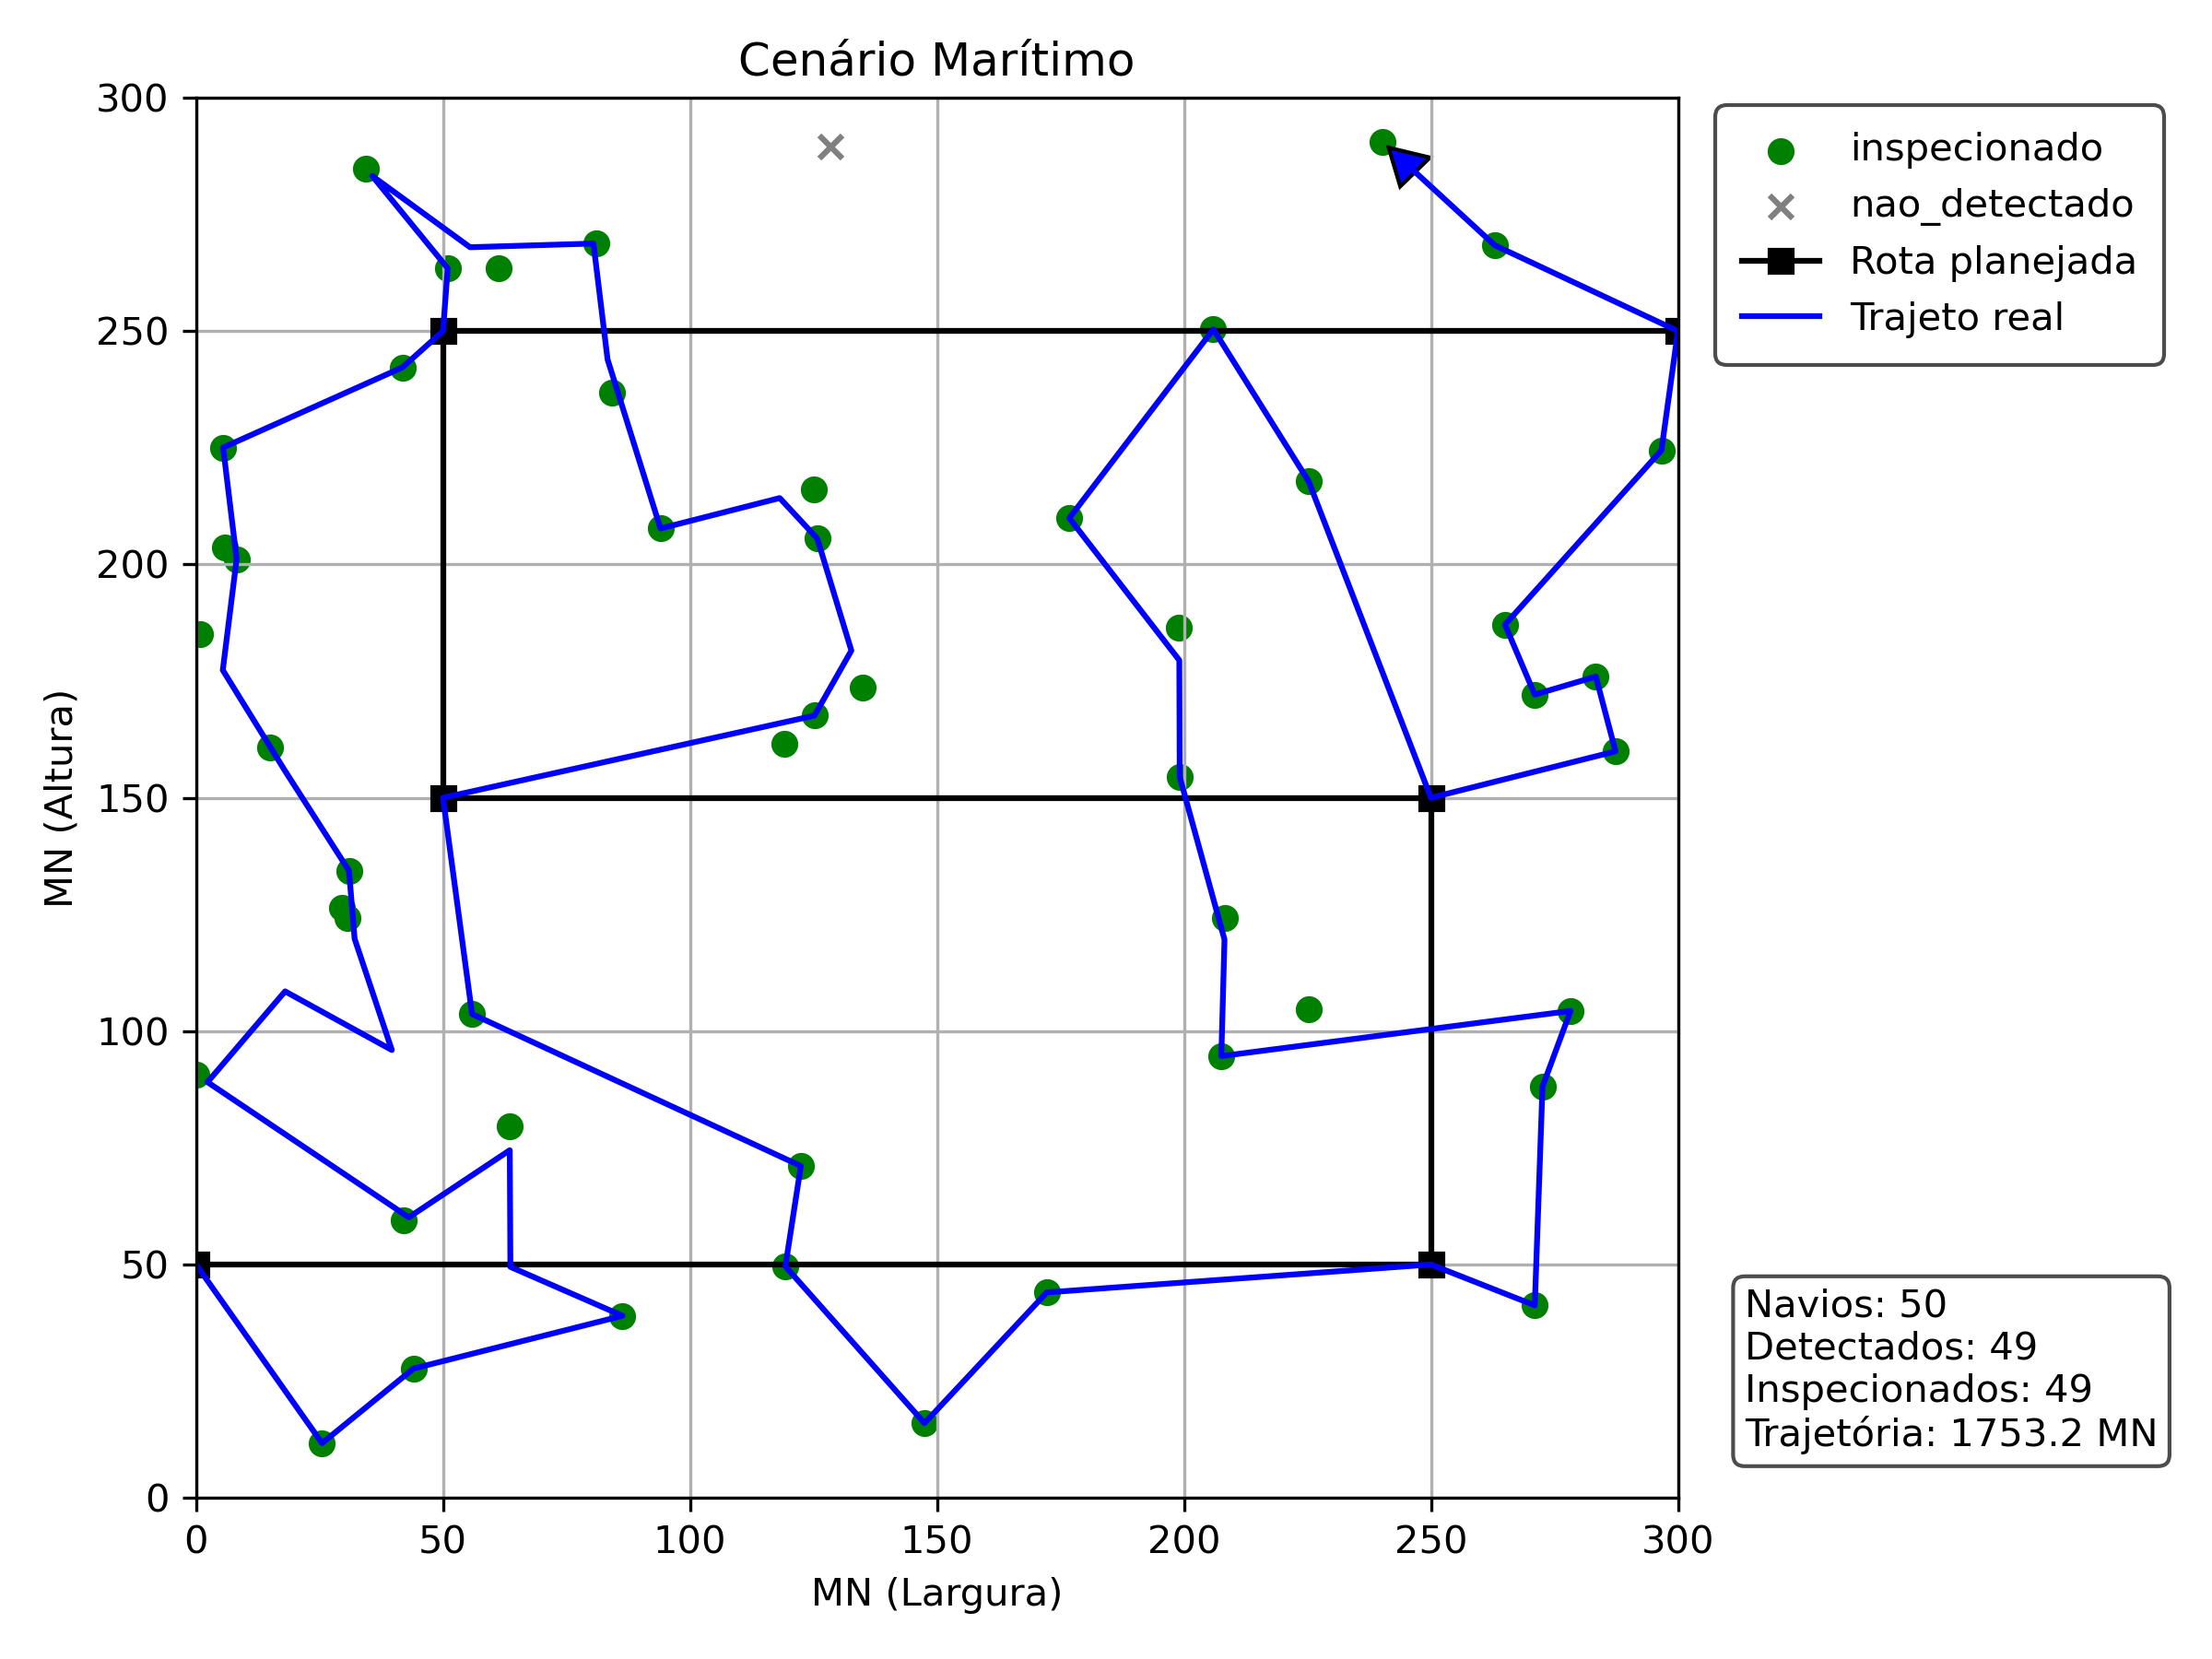 Cenário Marítimo
300
250
200
150
100
50
0
MN (Altura)
0 50 100 150 200 250 300
MN (Largura)
inspecionado
nao_detectado
Rota planejada
Trajeto real
Navios: 50
Detectados: 49
Inspecionados: 49
Trajetória: 1753.2 MN